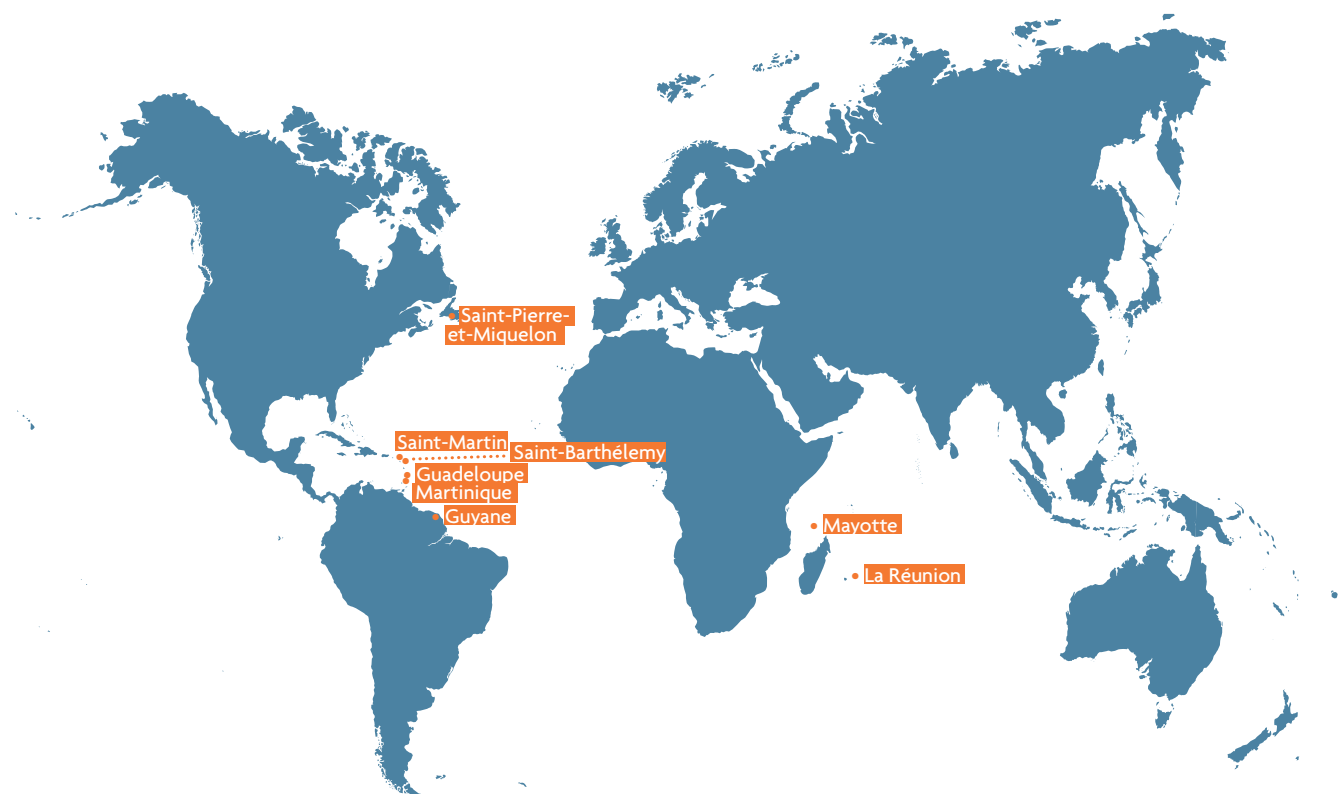 Saint-Pierre-
et-Miquelon
Saint-Martin
Saint-Barthélemy
Guadeloupe
Martinique
Guyane
Mayotte
La Réunion